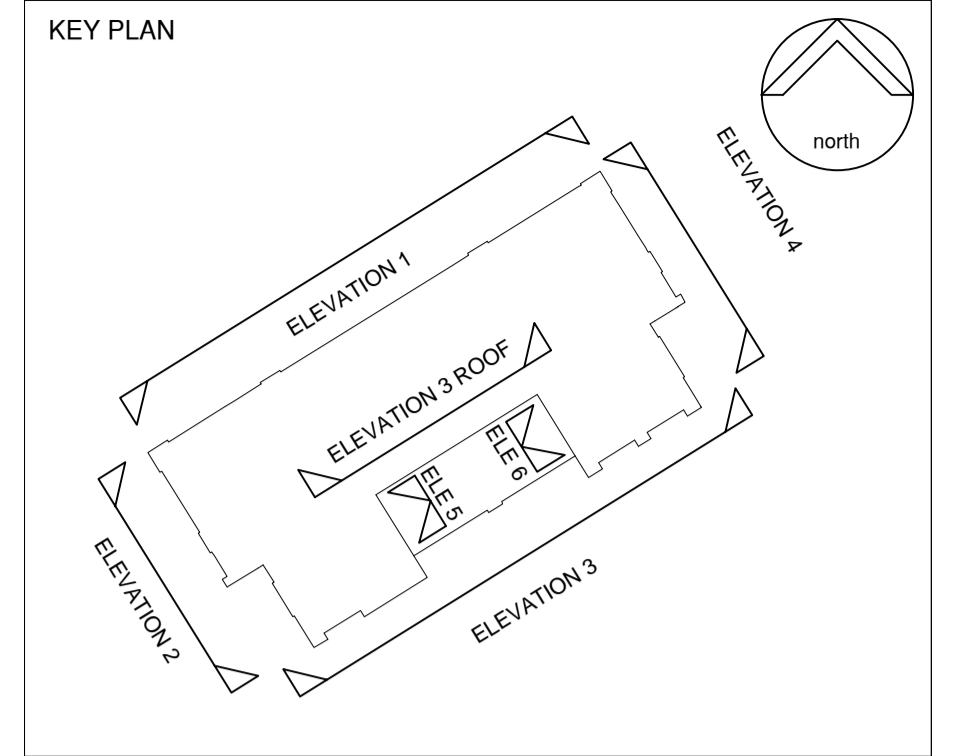 KEY PLAN
north
ELEVATION 4
ELEVATION 1
ELEVATION 3 ROOF
ELE 6
ELE 5
ELEVATION 2
ELEVATION 3